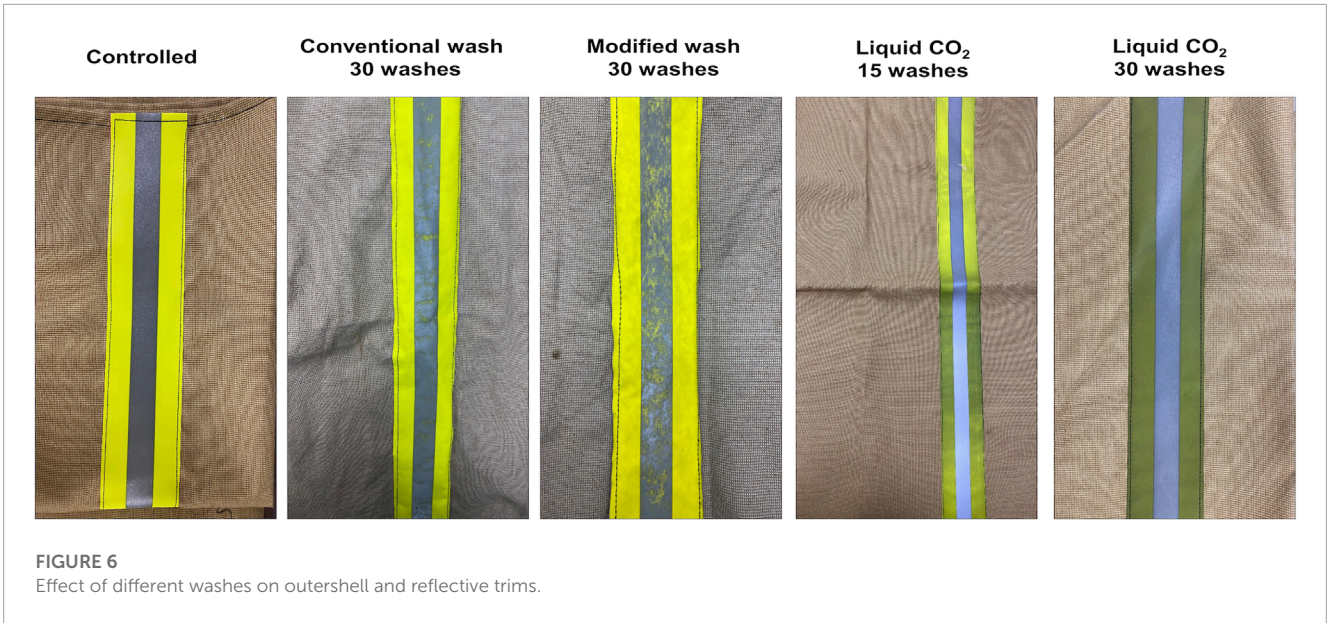 Controlled
Conventional wash
30 washes
Modified wash
30 washes
Liquid CO₂
15 washes
Liquid CO₂
30 washes
FIGURE 6
Effect of different washes on outershell and reflective trims.